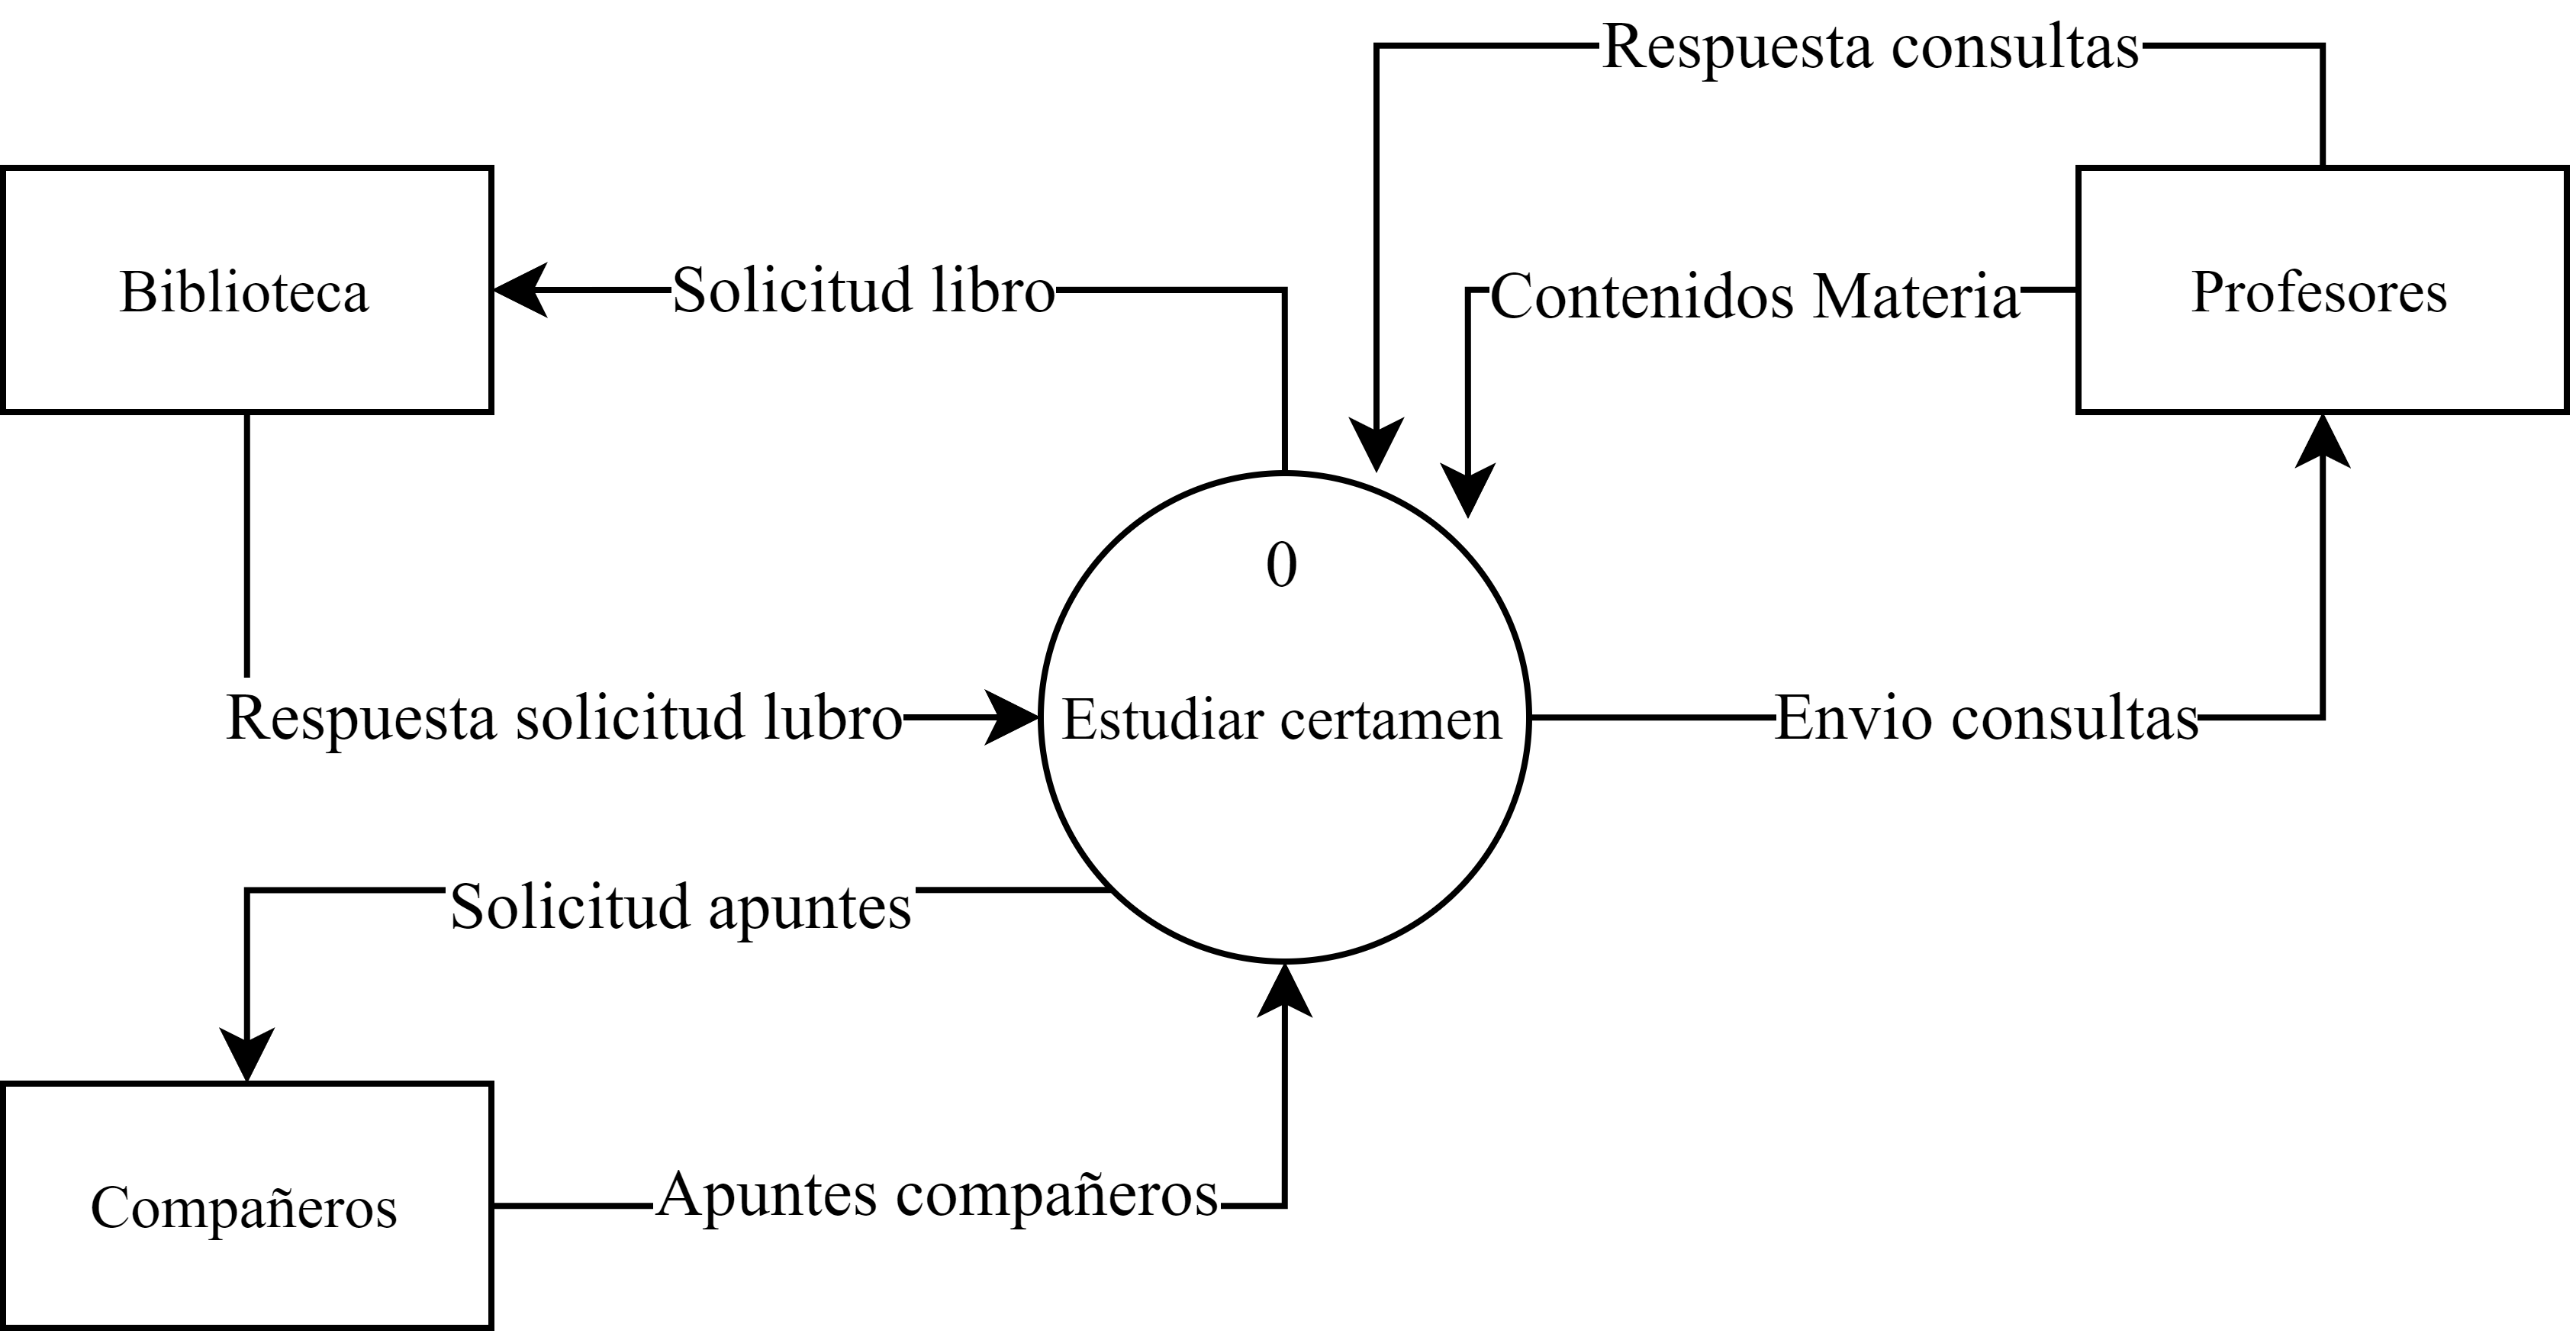 Respuesta consultas
Biblioteca
Solicitud libro
Contenidos Materia
Profesores
0
Estudiar certamen
Respuesta solicitud lubro
Envio consultas
Solicitud apuntes
Compañeros
Apuntes compañeros